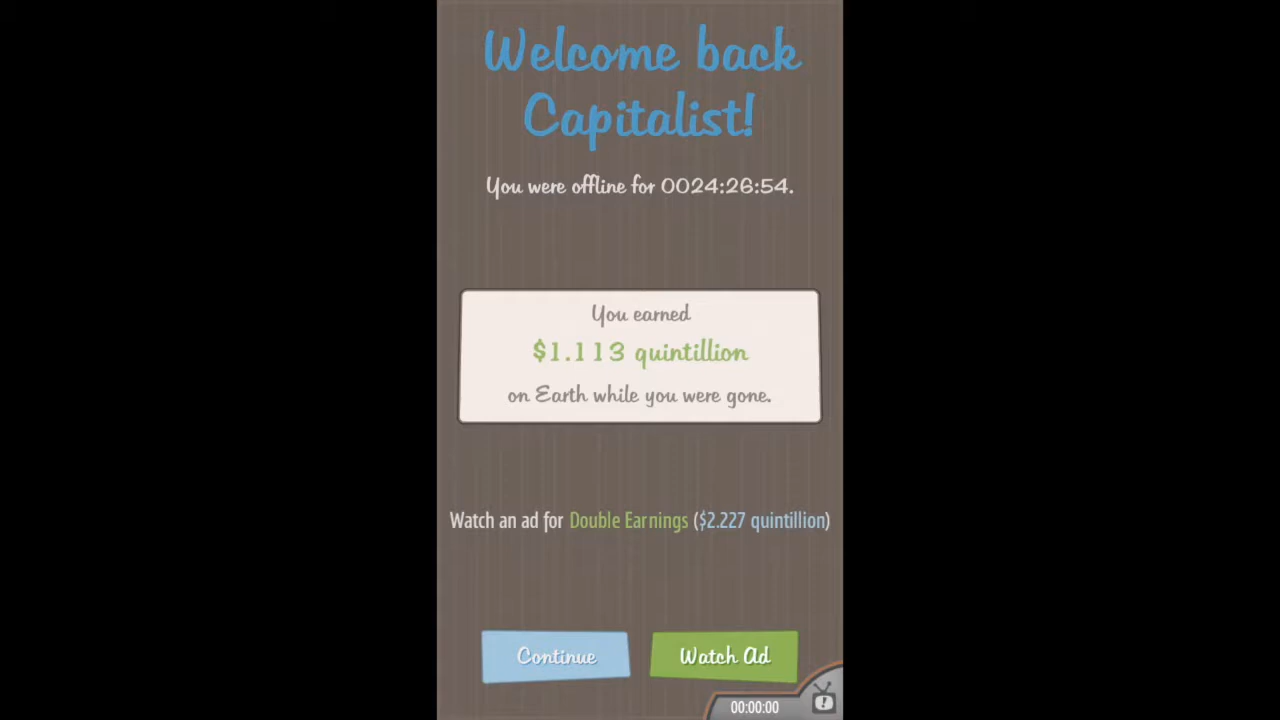 Welcome back
Capitalist!
You were offline for 0024:26:54.
You earned
$1.113 quintillion
on Earth while you were gone.
Watch an ad for Double Earnings ($2.227 quintillion)
Continue
Watch Ad
00:00:00
!